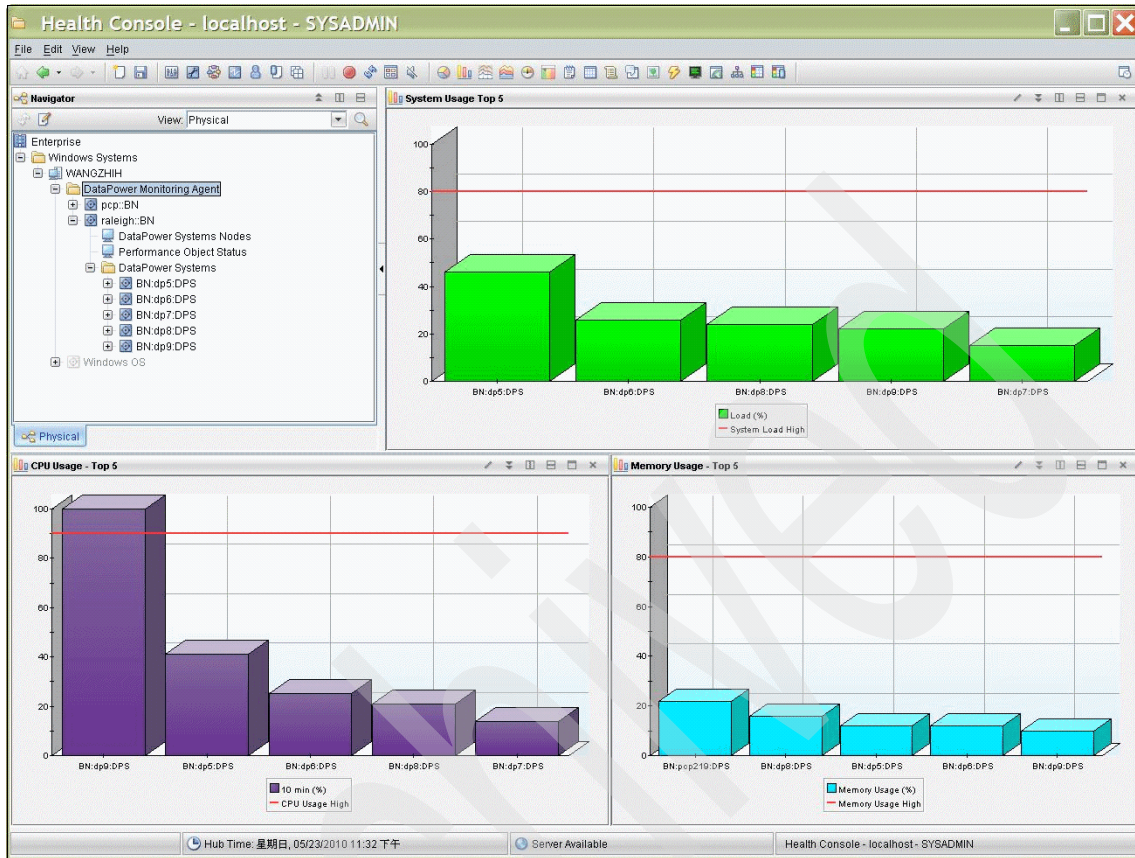 Health Console - localhost - SYSADMIN
File Edit View Help
Navigator
View: Physical
Enterprise
Windows Systems
WANGZHIH
DataPower Monitoring Agent
pcp::BN
raleigh::BN
DataPower Systems Nodes
Performance Object Status
DataPower Systems
BN:dp5:DPS
BN:dp6:DPS
BN:dp7:DPS
BN:dp8:DPS
BN:dp9:DPS
Windows OS
Physical
System Usage Top 5
100
80
60
40
20
0
BN:dp5:DPS BN:dp6:DPS BN:dp8:DPS BN:dp9:DPS BN:dp7:DPS
Load (%)
System Load High
CPU Usage - Top 5
100
80
60
40
20
0
BN:dp9:DPS BN:dp5:DPS BN:dp6:DPS BN:dp8:DPS BN:dp7:DPS
10 min (%)
CPU Usage High
Memory Usage - Top 5
100
80
60
40
20
0
BN:pcp219:DPS BN:dp8:DPS BN:dp5:DPS BN:dp6:DPS BN:dp9:DPS
Memory Usage (%)
Memory Usage High
Hub Time: 星期日, 05/23/2010 11:32 下午
Server Available
Health Console - localhost - SYSADMIN